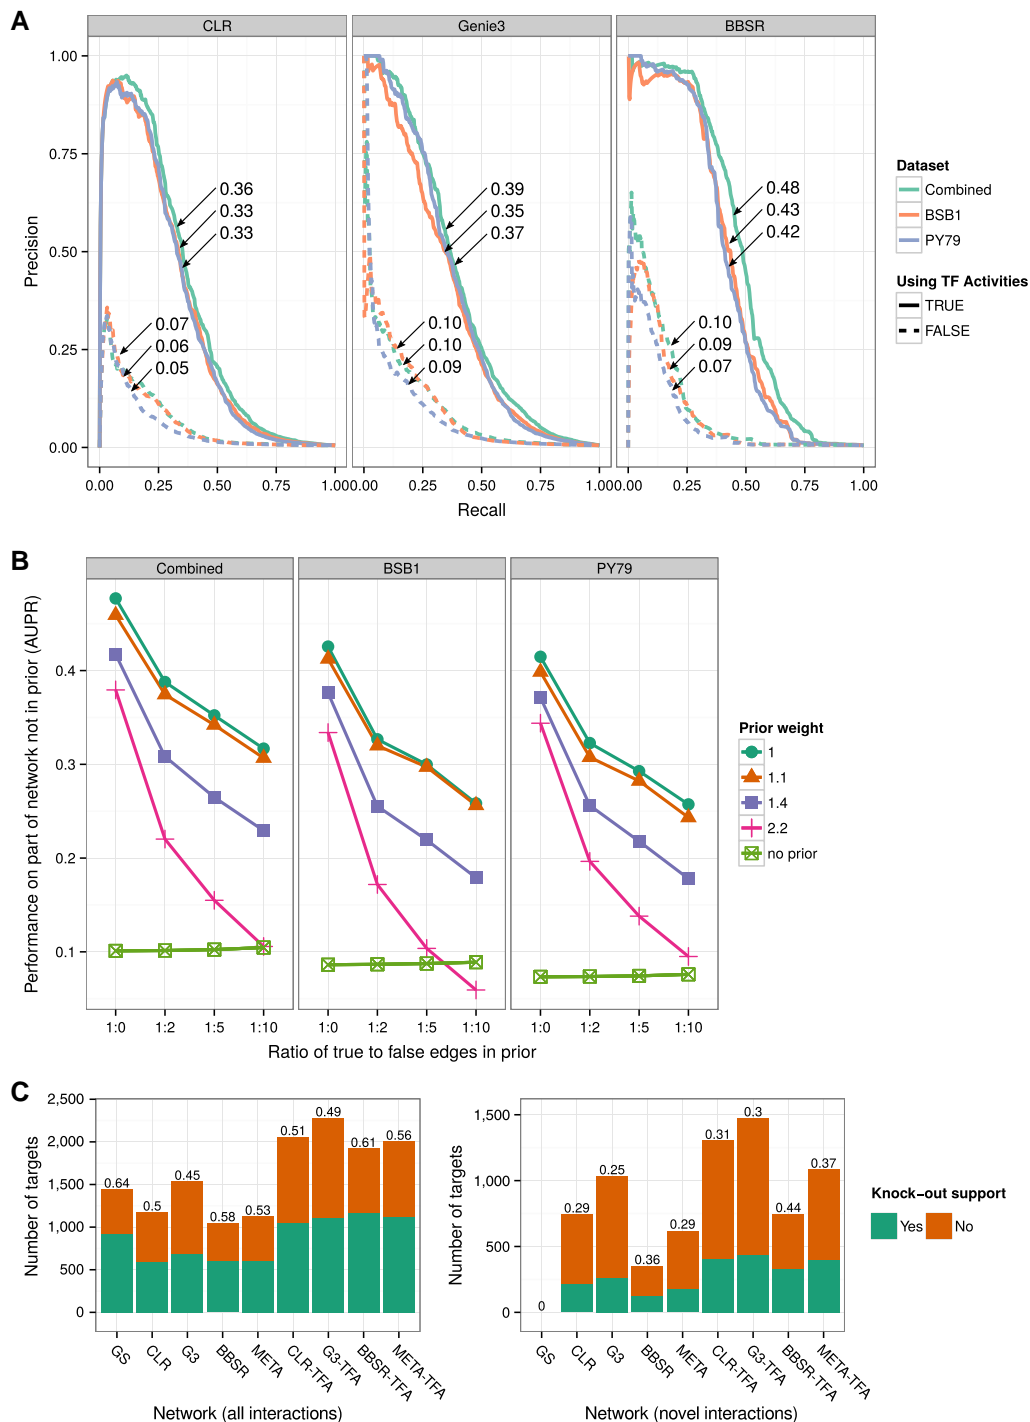 A
CLR
Genie3
BBSR
Precision
1.00
0.75
0.50
0.25
0.00
0.36
0.33
0.33
0.07
0.06
0.05
0.39
0.35
0.37
0.10
0.10
0.09
0.48
0.43
0.42
0.10
0.09
0.07
0.00 0.25 0.50 0.75 1.00
0.00 0.25 0.50 0.75 1.00
0.00 0.25 0.50 0.75 1.00
Recall
Dataset
Combined
BSB1
PY79
Using TF Activities
TRUE
FALSE
B
Combined
BSB1
PY79
Performance on part of network not in prior (AUPR)
0.4
0.3
0.2
0.1
1:0 1:2 1:5 1:10
1:0 1:2 1:5 1:10
1:0 1:2 1:5 1:10
Ratio of true to false edges in prior
Prior weight
1
1.1
1.4
2.2
no prior
C
Number of targets
2,500
2,000
1,500
1,000
500
0
0.64
0.5
0.45
0.58
0.53
0.51
0.49
0.61
0.56
GS
CLR
G3
BBSR
META
CLR-TFA
G3-TFA
BBSR-TFA
META-TFA
Network (all interactions)
Number of targets
1,500
1,000
500
0
0
0.29
0.25
0.36
0.29
0.31
0.3
0.44
0.37
GS
CLR
G3
BBSR
META
CLR-TFA
G3-TFA
BBSR-TFA
META-TFA
Network (novel interactions)
Knock-out support
Yes
No